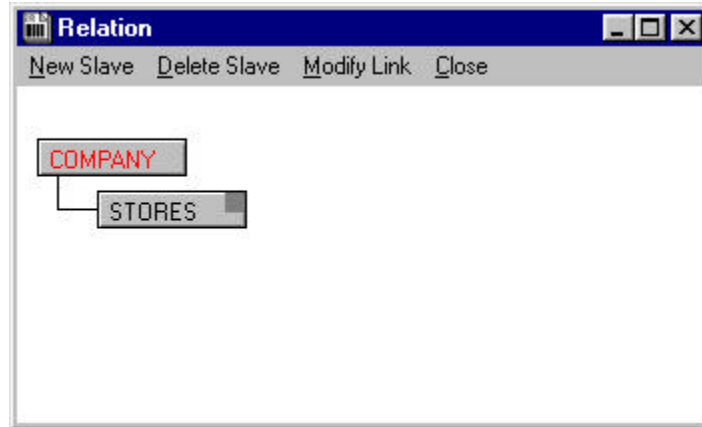 Relation
New Slave Delete Slave Modify Link Close
COMPANY
STORES